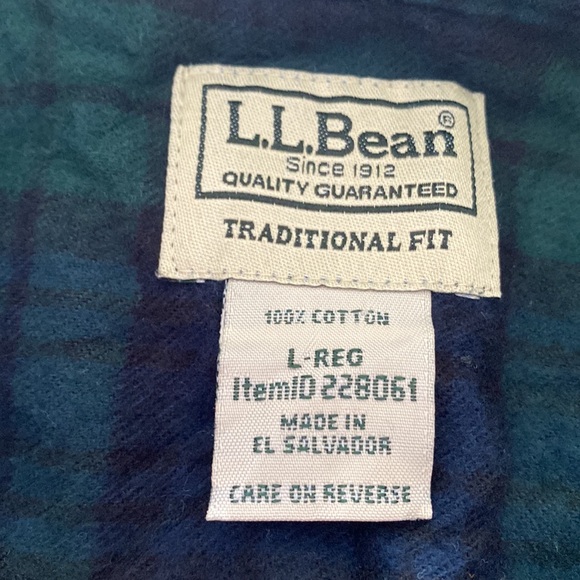 L.L.Bean®
Since 1912
QUALITY GUARANTEED
TRADITIONAL FIT
100% COTTON
L-REG
ItemID 228061
MADE IN
EL SALVADOR
CARE ON REVERSE